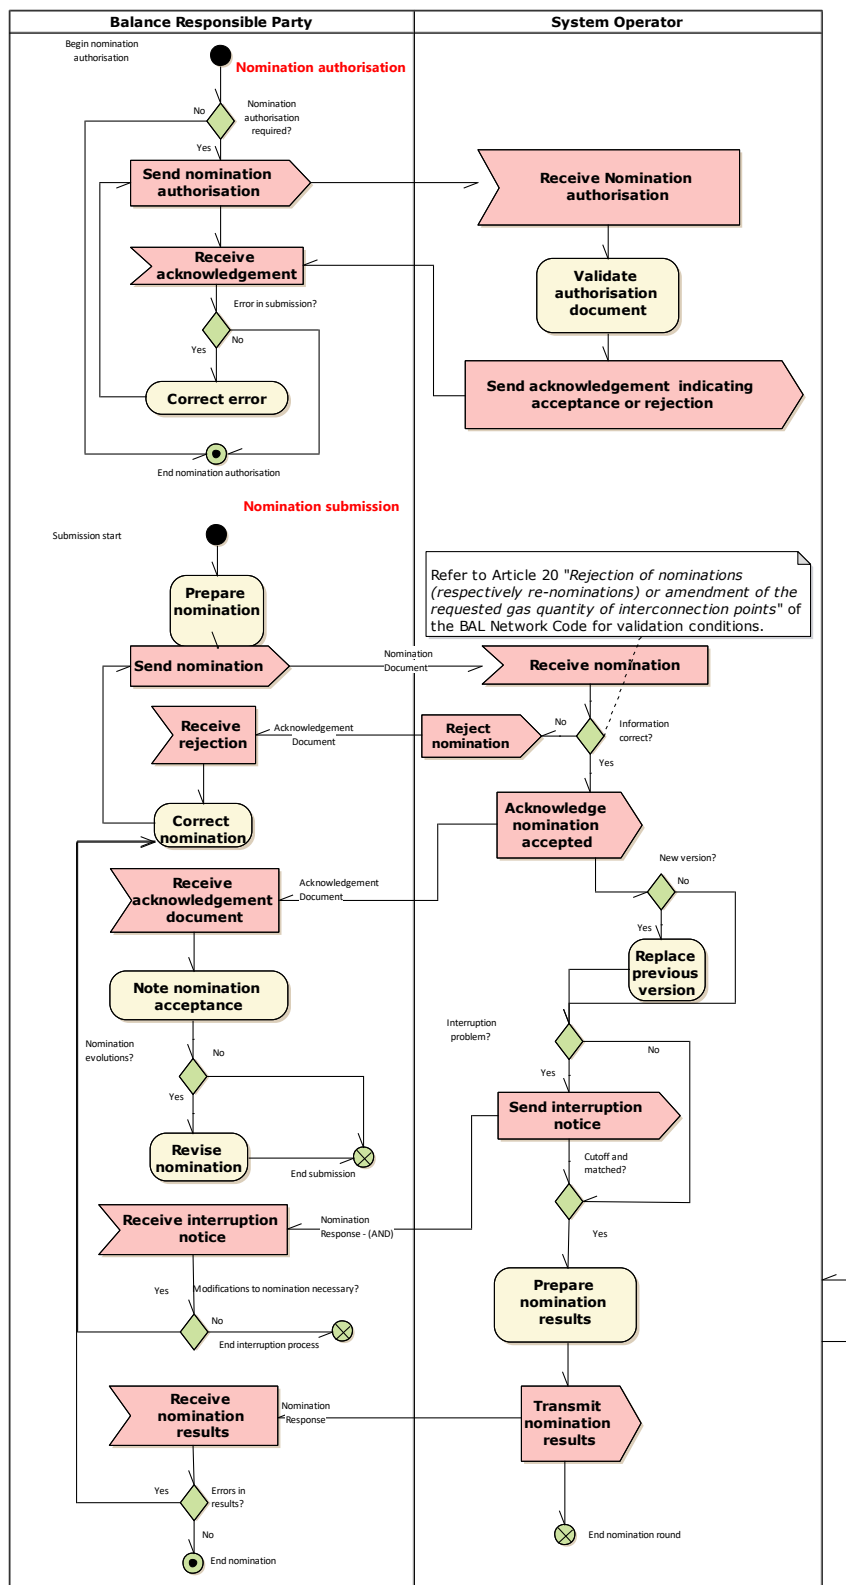 Balance Responsible Party
System Operator
Begin nomination
authorisation
Nomination authorisation
No
Nomination
authorisation
required?
Yes
Send nomination
authorisation
Receive Nomination
authorisation
Receive
acknowledgement
Validate
authorisation
document
Error in submission?
No
Yes
Correct error
Send acknowledgement indicating
acceptance or rejection
End nomination authorisation
Nomination submission
Submission start
Refer to Article 20 "Rejection of nominations
(respectively re-nominations) or amendment of the
requested gas quantity of interconnection points" of
the BAL Network Code for validation conditions.
Prepare
nomination
Send nomination
Nomination
Document
Receive nomination
Receive
rejection
Acknowledgement
Document
Reject
nomination
No
Information
correct?
Yes
Correct
nomination
Acknowledge
nomination
accepted
New version?
No
Yes
Receive
acknowledgement
document
Acknowledgement
Document
Replace
previous
version
Note nomination
acceptance
Interruption
problem?
No
Yes
Nomination
evolutions?
No
Yes
Send interruption
notice
Revise
nomination
End submission
Cutoff and
matched?
Yes
Receive interruption
notice
Nomination
Response - (AND)
Yes
Modifications to nomination necessary?
No
End interruption process
Prepare
nomination
results
Receive
nomination
results
Nomination
Response
Transmit
nomination
results
Yes
Errors in
results?
No
End nomination
End nomination round